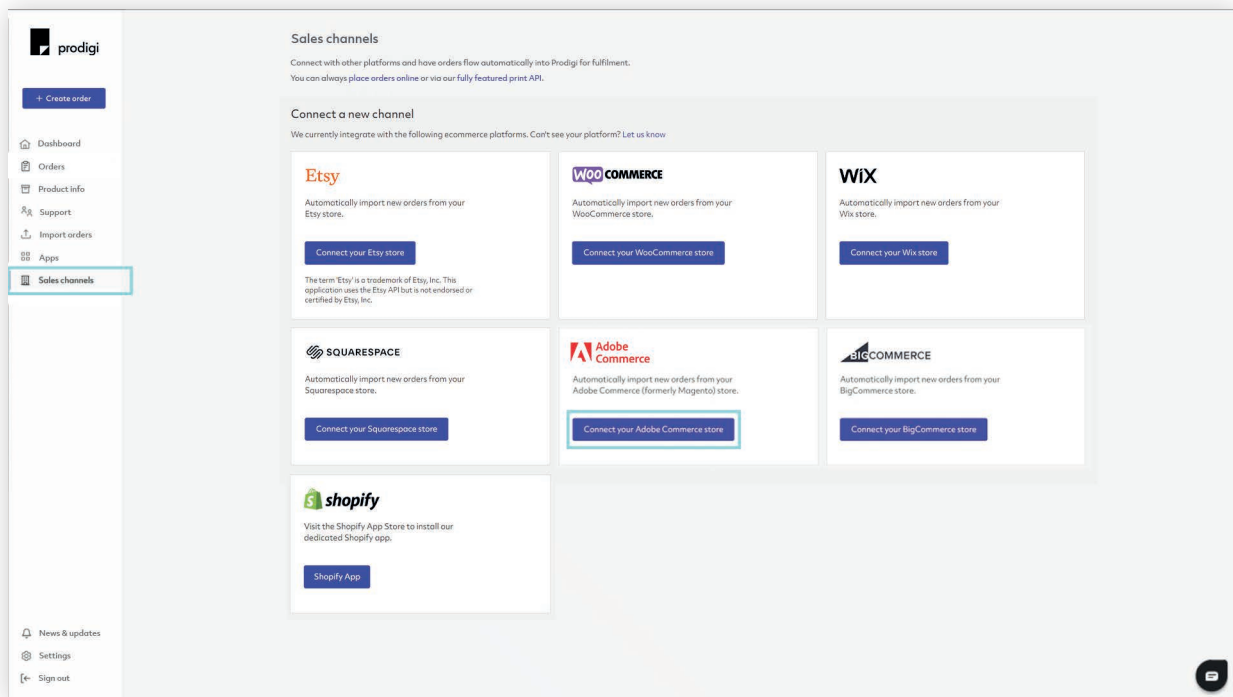 prodigi
+ Create order
Dashboard
Orders
Product info
Support
Import orders
Apps
Sales channels
News & updates
Settings
Sign out
Sales channels
Connect with other platforms and have orders flow automatically into Prodigi for fulfilment.
You can always place orders online or via our fully featured print API.
Connect a new channel
We currently integrate with the following ecommerce platforms. Can't see your platform? Let us know
Etsy
Automatically import new orders from your
Etsy store.
Connect your Etsy store
The term 'Etsy' is a trademark of Etsy, Inc. This
application uses the Etsy API but is not endorsed or
certified by Etsy, Inc.
WOO COMMERCE
Automatically import new orders from your
WooCommerce store.
Connect your WooCommerce store
WiX
Automatically import new orders from your
Wix store.
Connect your Wix store
SQUARESPACE
Automatically import new orders from your
Squarespace store.
Connect your Squarespace store
Adobe
Commerce
Automatically import new orders from your
Adobe Commerce (formerly Magento) store.
Connect your Adobe Commerce store
BIGCOMMERCE
Automatically import new orders from your
BigCommerce store.
Connect your BigCommerce store
shopify
Visit the Shopify App Store to install our
dedicated Shopify app.
Shopify App